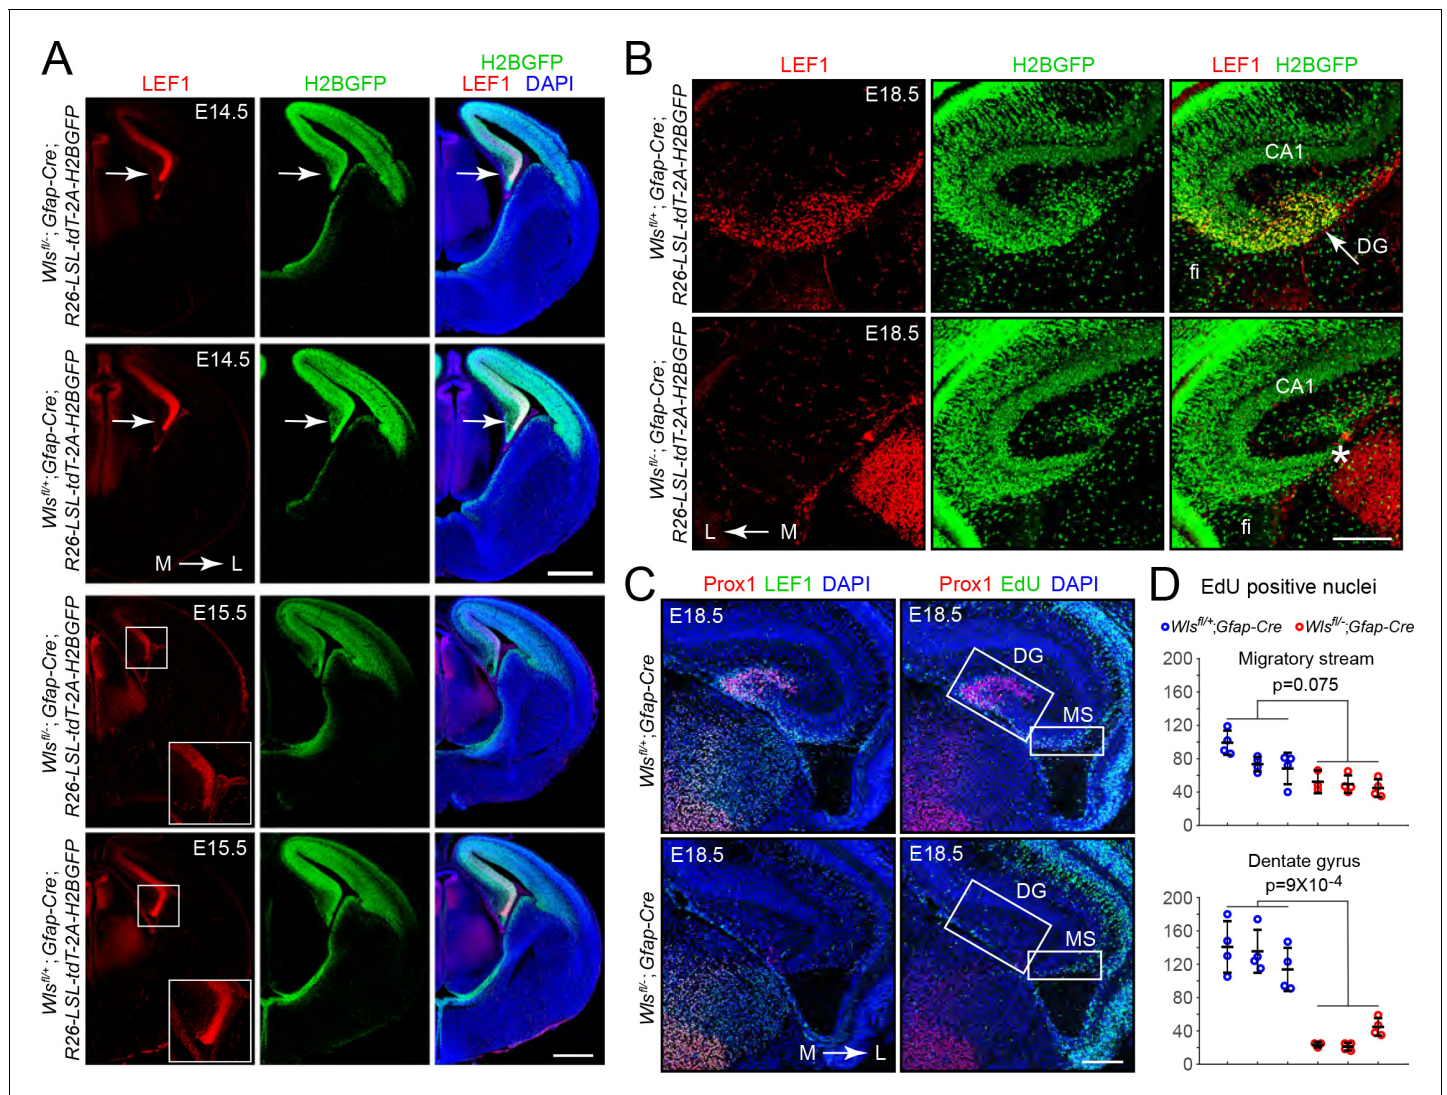 A
H2BGFP
LEF1 H2BGFP LEF1 DAPI
Wls^fl/-; Gfap-Cre;
R26-LSL-tdT-2A-H2BGFP
E14.5
Wls^fl/+;Gfap-Cre;
R26-LSL-tdT-2A-H2BGFP
E14.5
M L
Wls^fl/-; Gfap-Cre;
R26-LSL-tdT-2A-H2BGFP
E15.5
Wls^fl/+; Gfap-Cre;
R26-LSL-tdT-2A-H2BGFP
E15.5
B
LEF1 H2BGFP LEF1 H2BGFP
Wls^fl/+; Gfap-Cre;
R26-LSL-tdT-2A-H2BGFP
E18.5
CA1
DG
fi
Wls^fl/-; Gfap-Cre;
R26-LSL-tdT-2A-H2BGFP
E18.5
L M
CA1
*
fi
C
Prox1 LEF1 DAPI Prox1 EdU DAPI
Wls^fl/+;Gfap-Cre
E18.5 E18.5
DG
MS
Wls^fl/-; Gfap-Cre
E18.5 E18.5
DG
MS
M L
D EdU positive nuclei
Wls^fl/+;Gfap-Cre Wls^fl/-;Gfap-Cre
Migratory stream
p=0.075
200
160
120
80
40
0
Dentate gyrus
p=9X10^-4
200
160
120
80
40
0